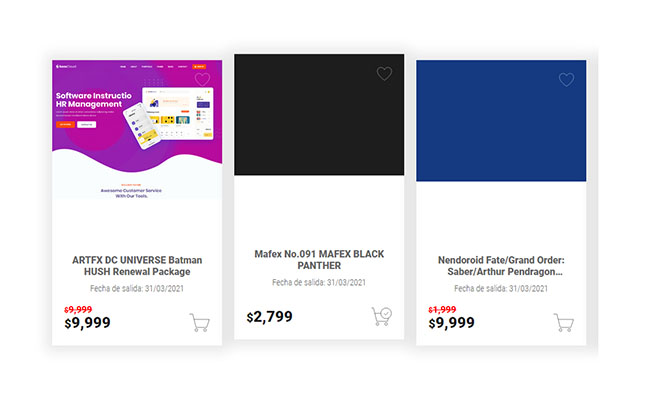 Software Instructio
HR Management
Awesome Customer Service
With Our Tools.
ARTFX DC UNIVERSE Batman
HUSH Renewal Package
Fecha de salida: 31/03/2021
$9,999
$9,999
Mafex No.091 MAFEX BLACK
PANTHER
Fecha de salida: 31/03/2021
$2,799
Nendoroid Fate/Grand Order:
Saber/Arthur Pendragon...
Fecha de salida: 31/03/2021
$1,999
$9,999